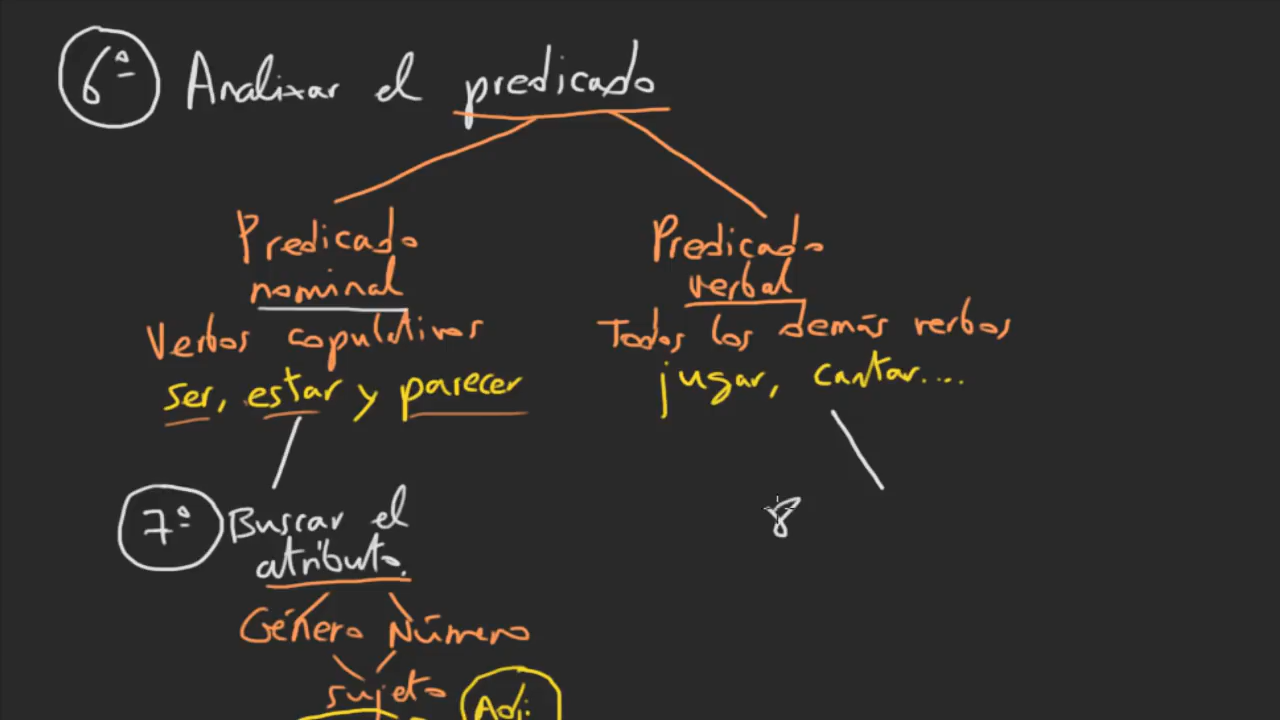 6º Analizar el predicado
Predicado
nominal
Verbos copulativos
ser, estar y parecer
Predicado
verbal
Todos los demás verbos
jugar, cantar....
7º Buscar el
atributo.
Género Número
sujeto
Adj.
8